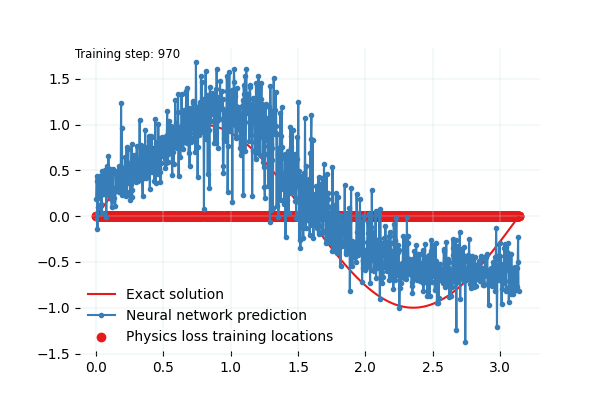 Training step: 970
1.5
1.0
0.5
0.0
−0.5
−1.0
−1.5
Exact solution
Neural network prediction
Physics loss training locations
0.0 0.5 1.0 1.5 2.0 2.5 3.0